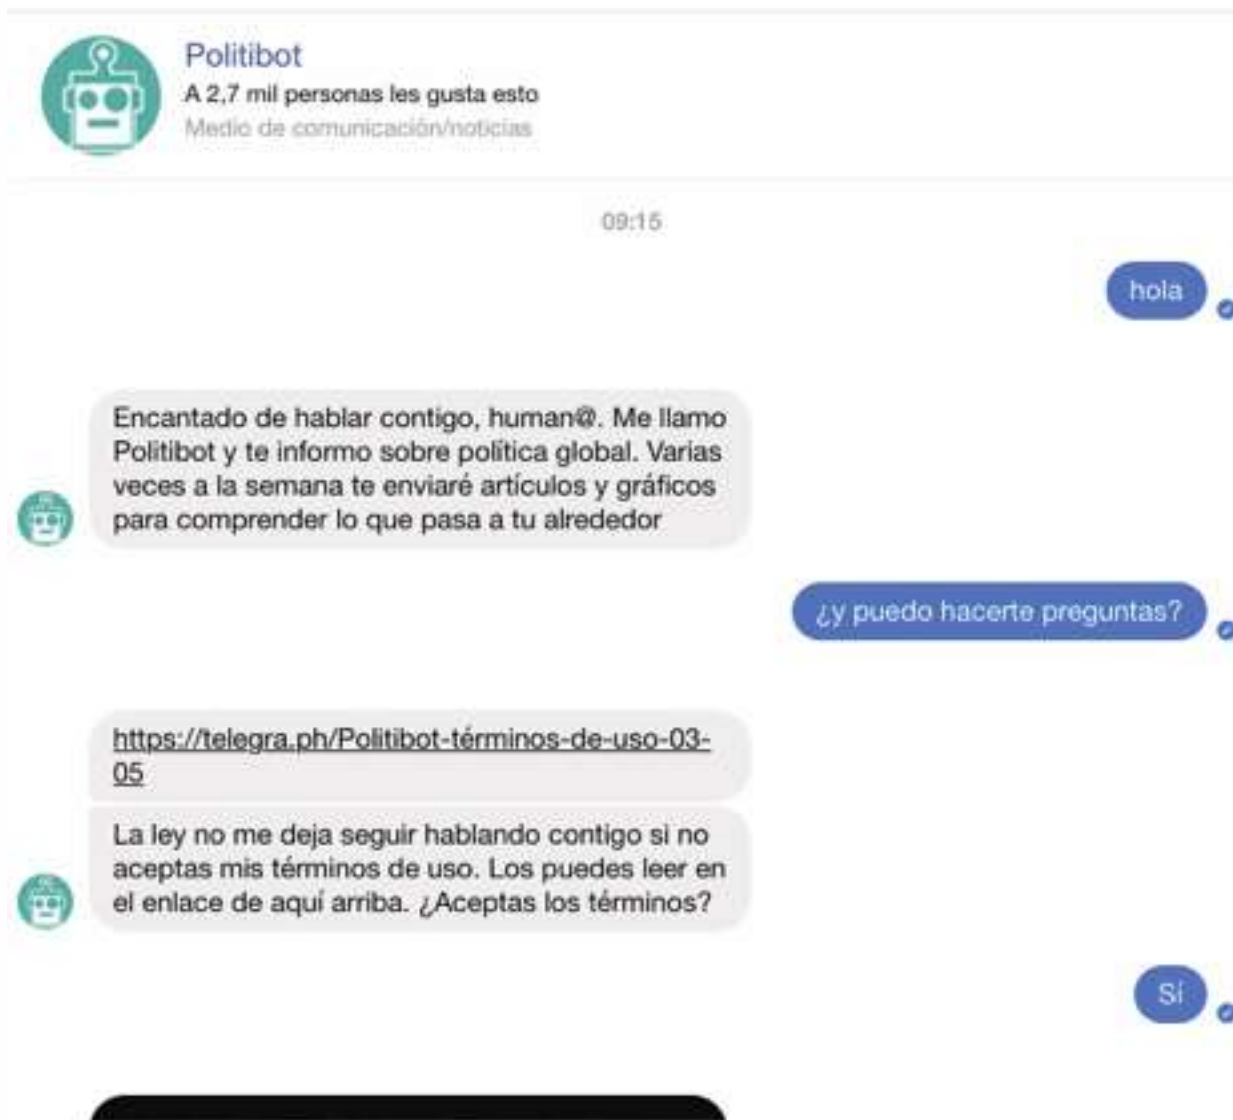 Politibot
A 2,7 mil personas les gusta esto
Medio de comunicación/noticias
09:15
hola
Encantado de hablar contigo, human@. Me llamo
Politibot y te informo sobre política global. Varias
veces a la semana te enviaré artículos y gráficos
para comprender lo que pasa a tu alrededor
¿y puedo hacerte preguntas?
https://telegra.ph/Politibot-términos-de-uso-03-
05
La ley no me deja seguir hablando contigo si no
aceptas mis términos de uso. Los puedes leer en
el enlace de aquí arriba. ¿Aceptas los términos?
Sí